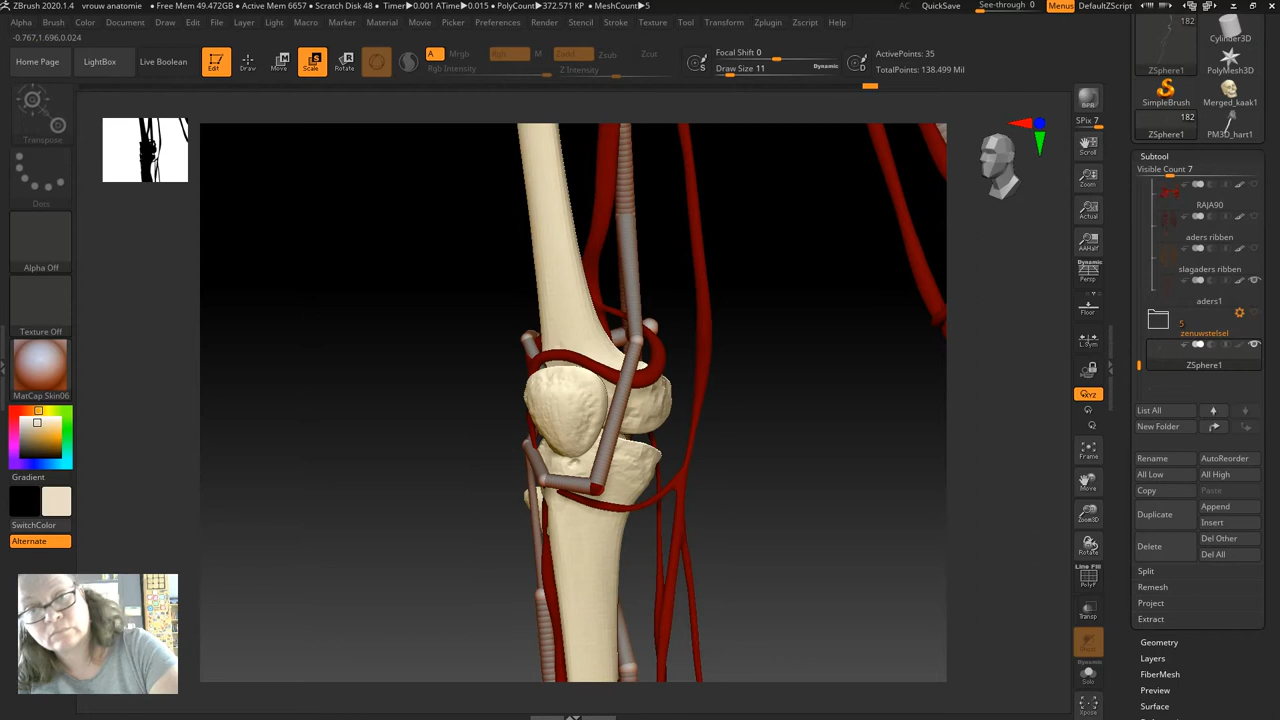 ZBrush 2020.1.4    vrouw anatomie    • Free Mem 49.472GB • Active Mem 6657 • Scratch Disk 48 • Timer▶0.001 ATime▶0.015 • PolyCount▶372.571 KP • MeshCount▶5 AC QuickSave See-through 0 Menus DefaultZScript
Alpha Brush Color Document Draw Edit File Layer Light Macro Marker Material Movie Picker Preferences Render Stencil Stroke Texture Tool Transform Zplugin Zscript Help
-0.767,1.696,0.024
Home Page LightBox Live Boolean Edit Draw Move Scale Rotate A Mrgb Rgb M Rgb Intensity Zadd Zsub Zcut Z Intensity
Focal Shift 0
Draw Size 11 Dynamic
ActivePoints: 35
TotalPoints: 138.499 Mil
Transpose
Dots
Alpha Off
Texture Off
MatCap Skin06
Gradient
SwitchColor
Alternate
BPR
SPix 7
Scroll
Zoom
Actual
AAHalf
Dynamic
Persp
Floor
L.Sym
XYZ
Frame
Move
Zoom3D
Rotate
Line Fill
PolyF
Transp
Ghost
Dynamic
Solo
Xpose
182
Cylinder3D
ZSphere1 PolyMesh3D
SimpleBrush Merged_kaak1
182
ZSphere1 PM3D_hart1
Subtool
Visible Count 7
RAJA90
aders ribben
slagaders ribben
aders1
5
zenuwstelsel
ZSphere1
List All
New Folder
Rename AutoReorder
All Low All High
Copy Paste
Duplicate Append
Insert
Delete Del Other
Del All
Split
Remesh
Project
Extract
Geometry
Layers
FiberMesh
Preview
Surface